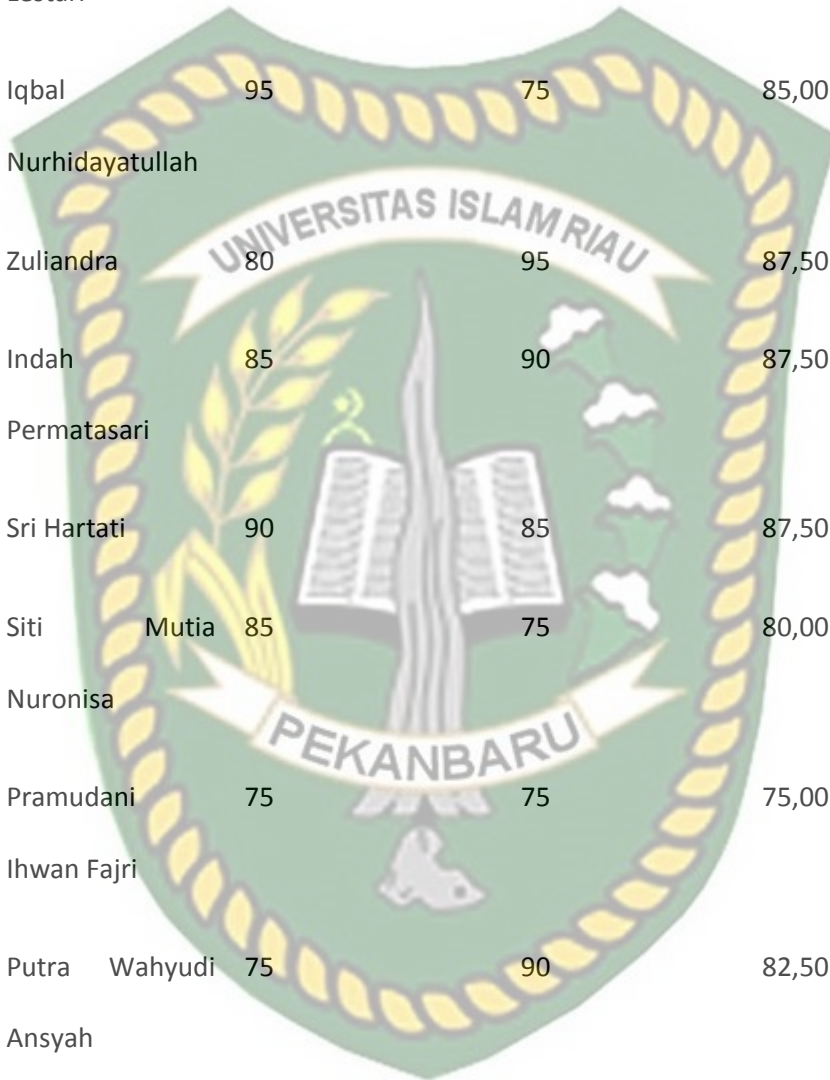 Iqbal 95 75 85,00
Nurhidayatullah
UNIVERSITAS ISLAM RIAU
Zuliandra 80 95 87,50
Indah 85 90 87,50
Permatasari
Sri Hartati 90 85 87,50
Siti Mutia 85 75 80,00
Nuronisa
PEKANBARU
Pramudani 75 75 75,00
Ihwan Fajri
Putra Wahyudi 75 90 82,50
Ansyah